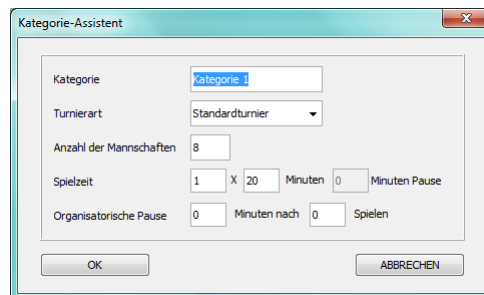 Kategorie-Assistent
Kategorie Kategorie 1
Turnierart Standardturnier
Anzahl der Mannschaften 8
Spielzeit 1 X 20 Minuten 0 Minuten Pause
Organisatorische Pause 0 Minuten nach 0 Spielen
OK ABBRECHEN